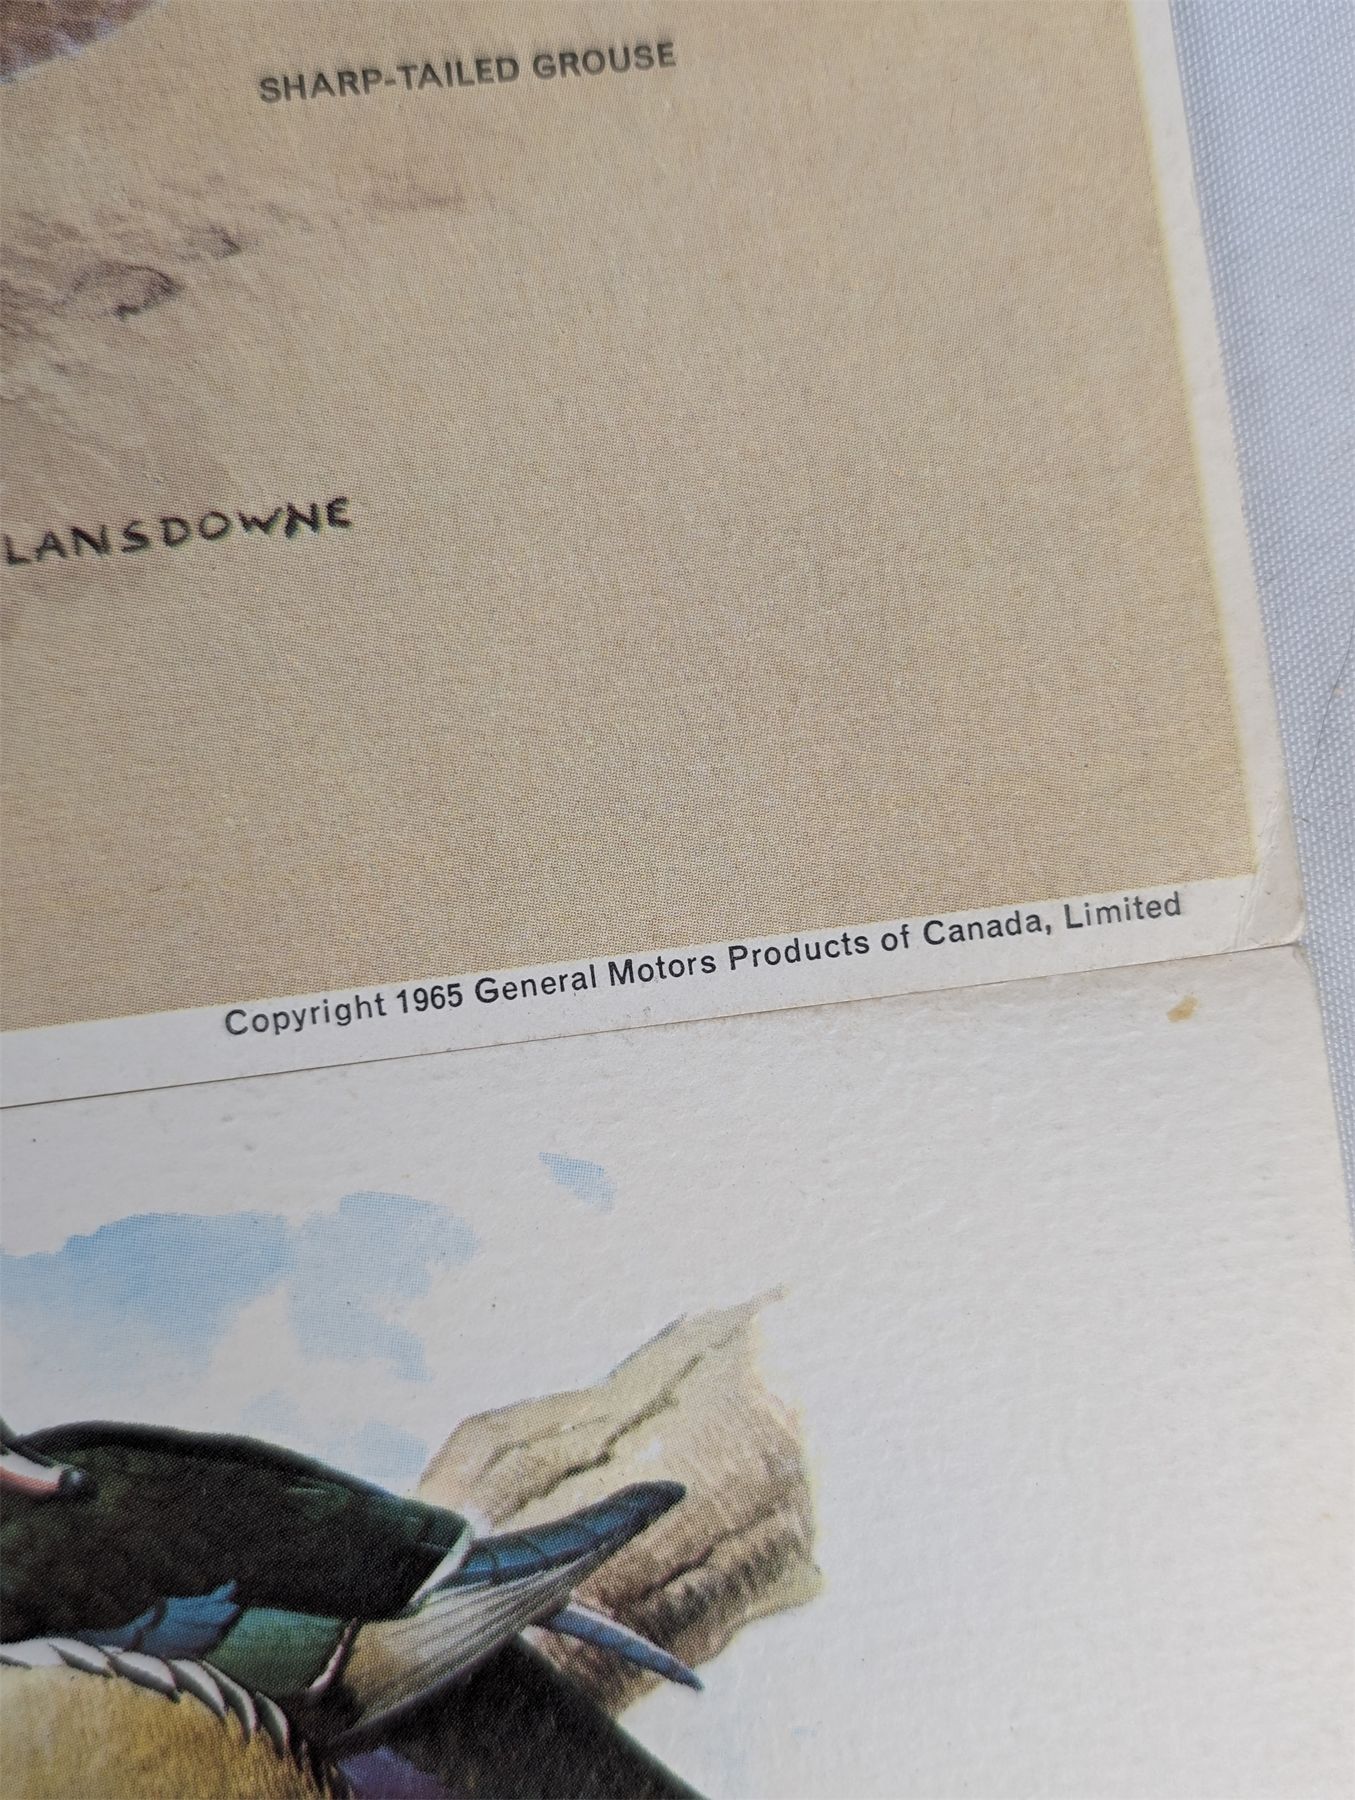 SHARP-TAILED GROUSE
LANSDOWNE
Copyright 1965 General Motors Products of Canada, Limited